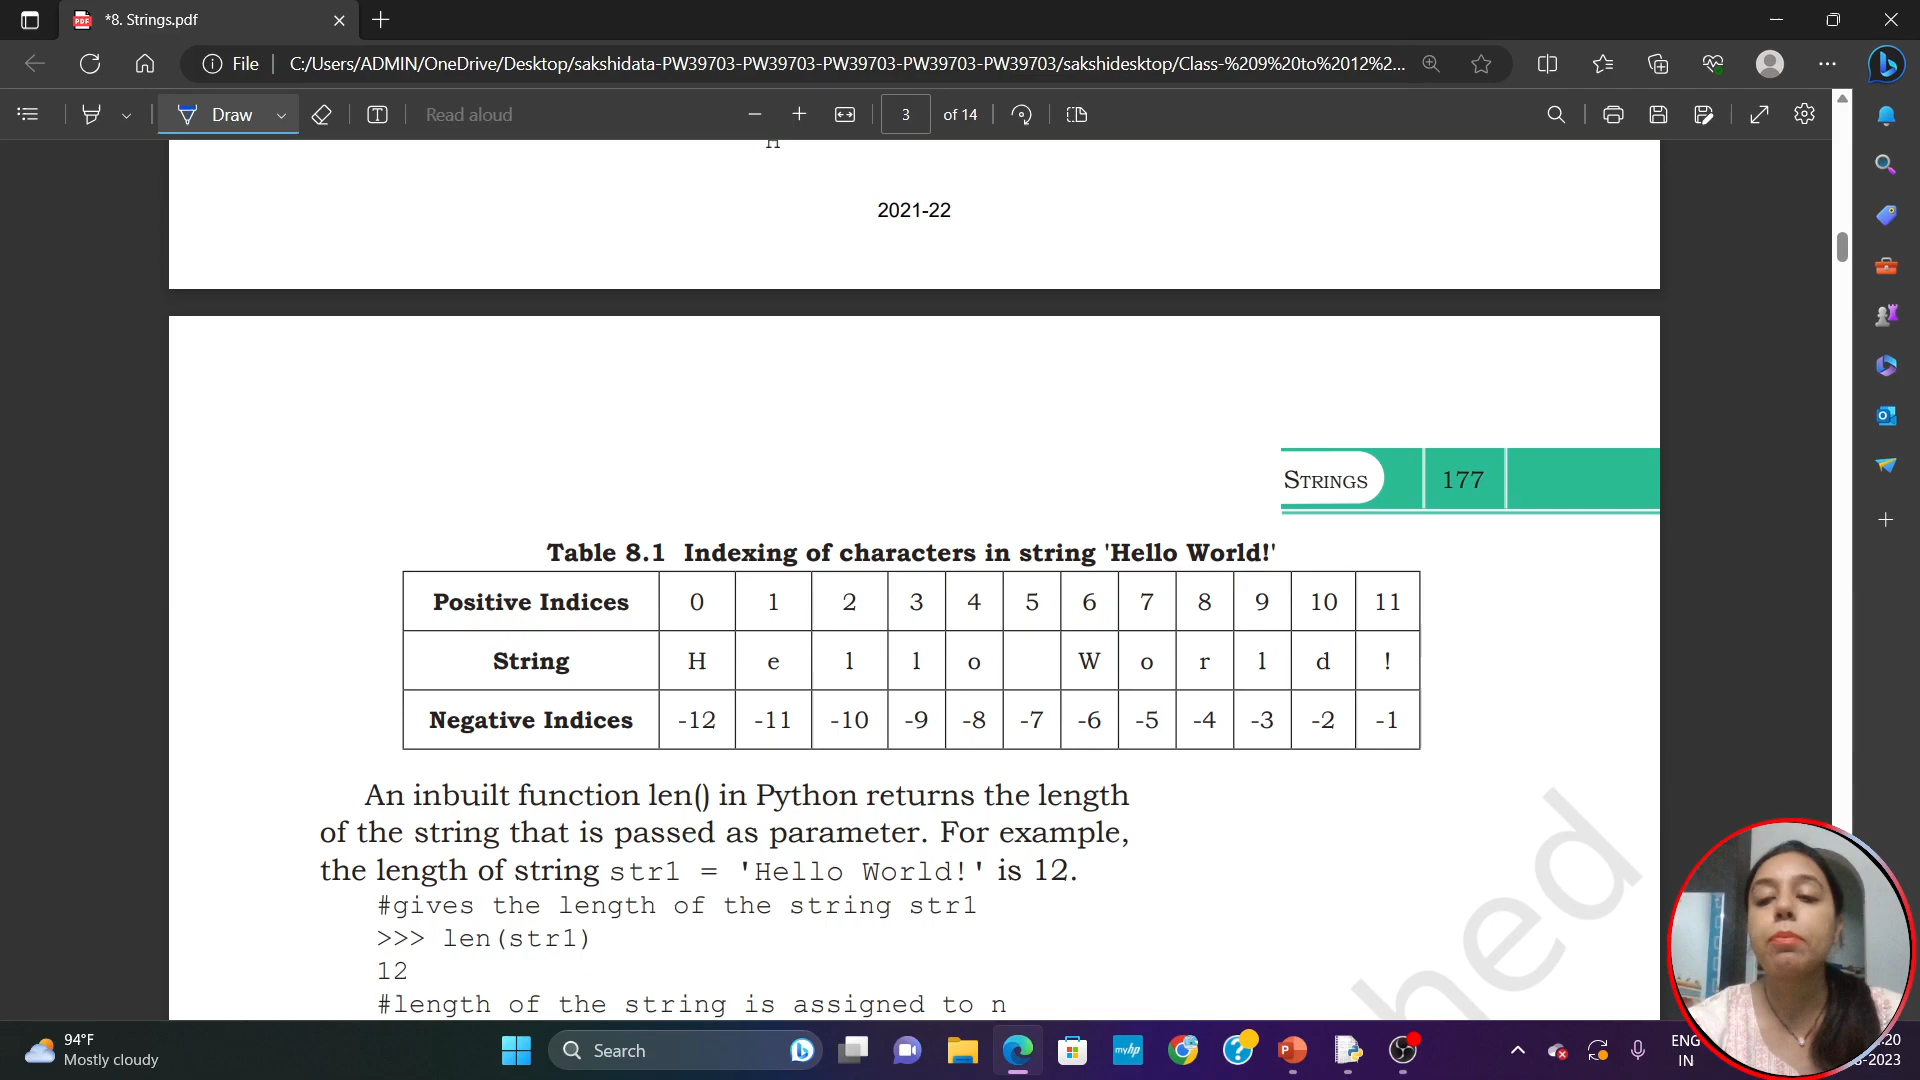 *8. Strings.pdf
File
C:/Users/ADMIN/OneDrive/Desktop/sakshidata-PW39703-PW39703-PW39703-PW39703-PW39703/sakshidesktop/Class-%209%20to%2012%2...
Draw
Read aloud
3 of 14
H
2021-22
STRINGS 177
Table 8.1 Indexing of characters in string 'Hello World!'
Positive Indices 0 1 2 3 4 5 6 7 8 9 10 11
String H e l l o W o r l d !
Negative Indices -12 -11 -10 -9 -8 -7 -6 -5 -4 -3 -2 -1
An inbuilt function len() in Python returns the length
of the string that is passed as parameter. For example,
the length of string str1 = 'Hello World!' is 12.
#gives the length of the string str1
>>> len(str1)
12
#length of the string is assigned to n
hed
94°F
Mostly cloudy
Search
myhp
ENG
IN
:20
-2023